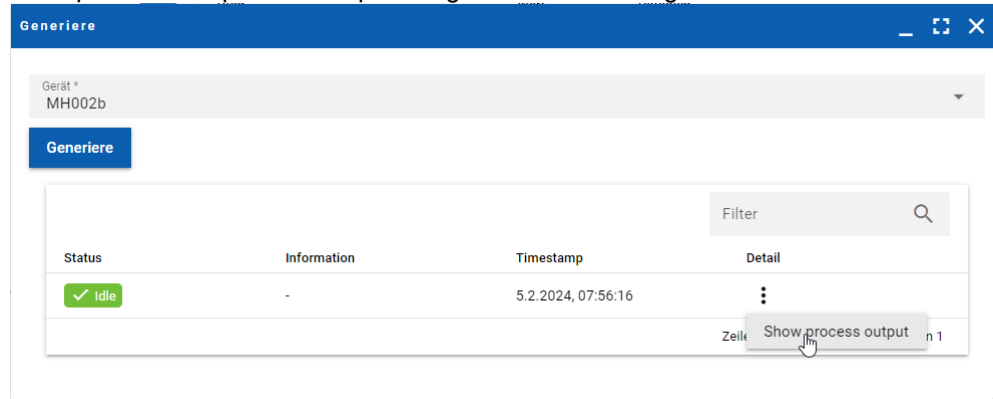 Generiere
Gerät *
MH002b
Generiere
Filter
Status Information Timestamp Detail
✓ Idle - 5.2.2024, 07:56:16
Show process output
Zeile n 1